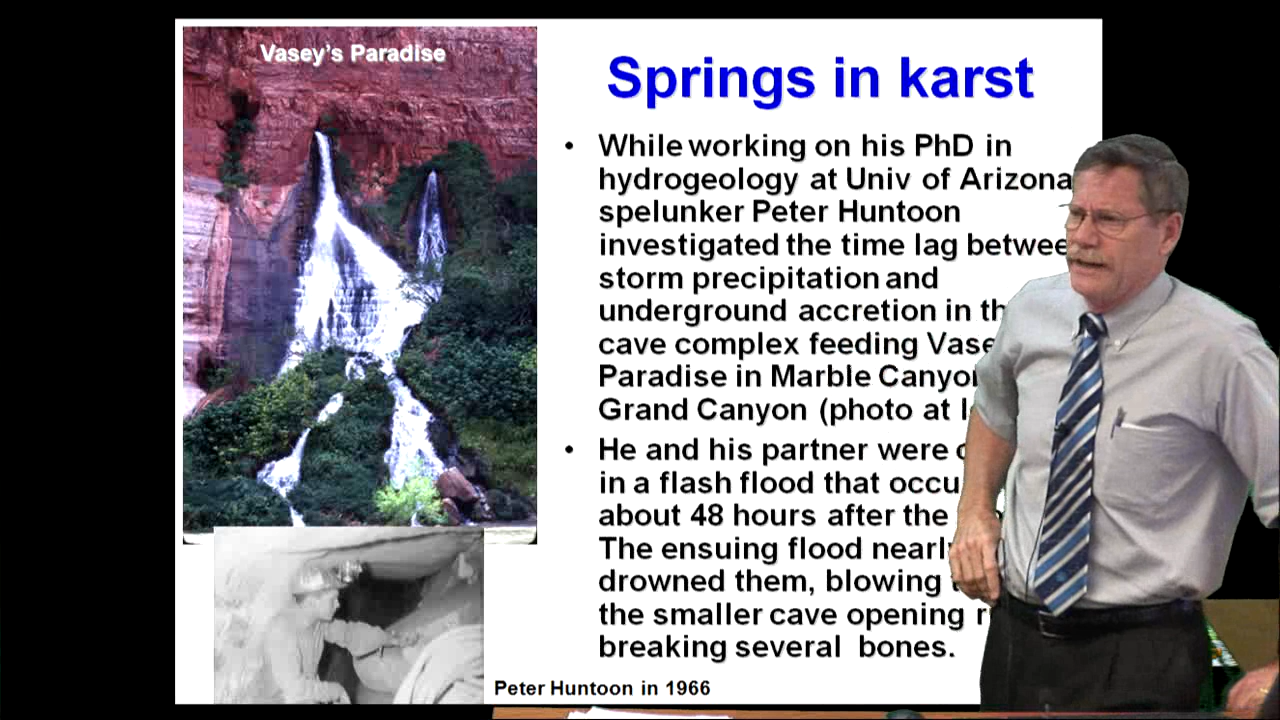 Vasey's Paradise
Springs in karst
• While working on his PhD in
hydrogeology at Univ of Arizona
spelunker Peter Huntoon
investigated the time lag
storm precipitation and
underground accretion in
cave complex feeding
Paradise in Marble
Grand Canyon (photo at
• He and his partner were
in a flash flood that
about 48 hours after the
The ensuing flood
drowned them, blowing
the smaller cave opening
breaking several bones.
Peter Huntoon in 1966